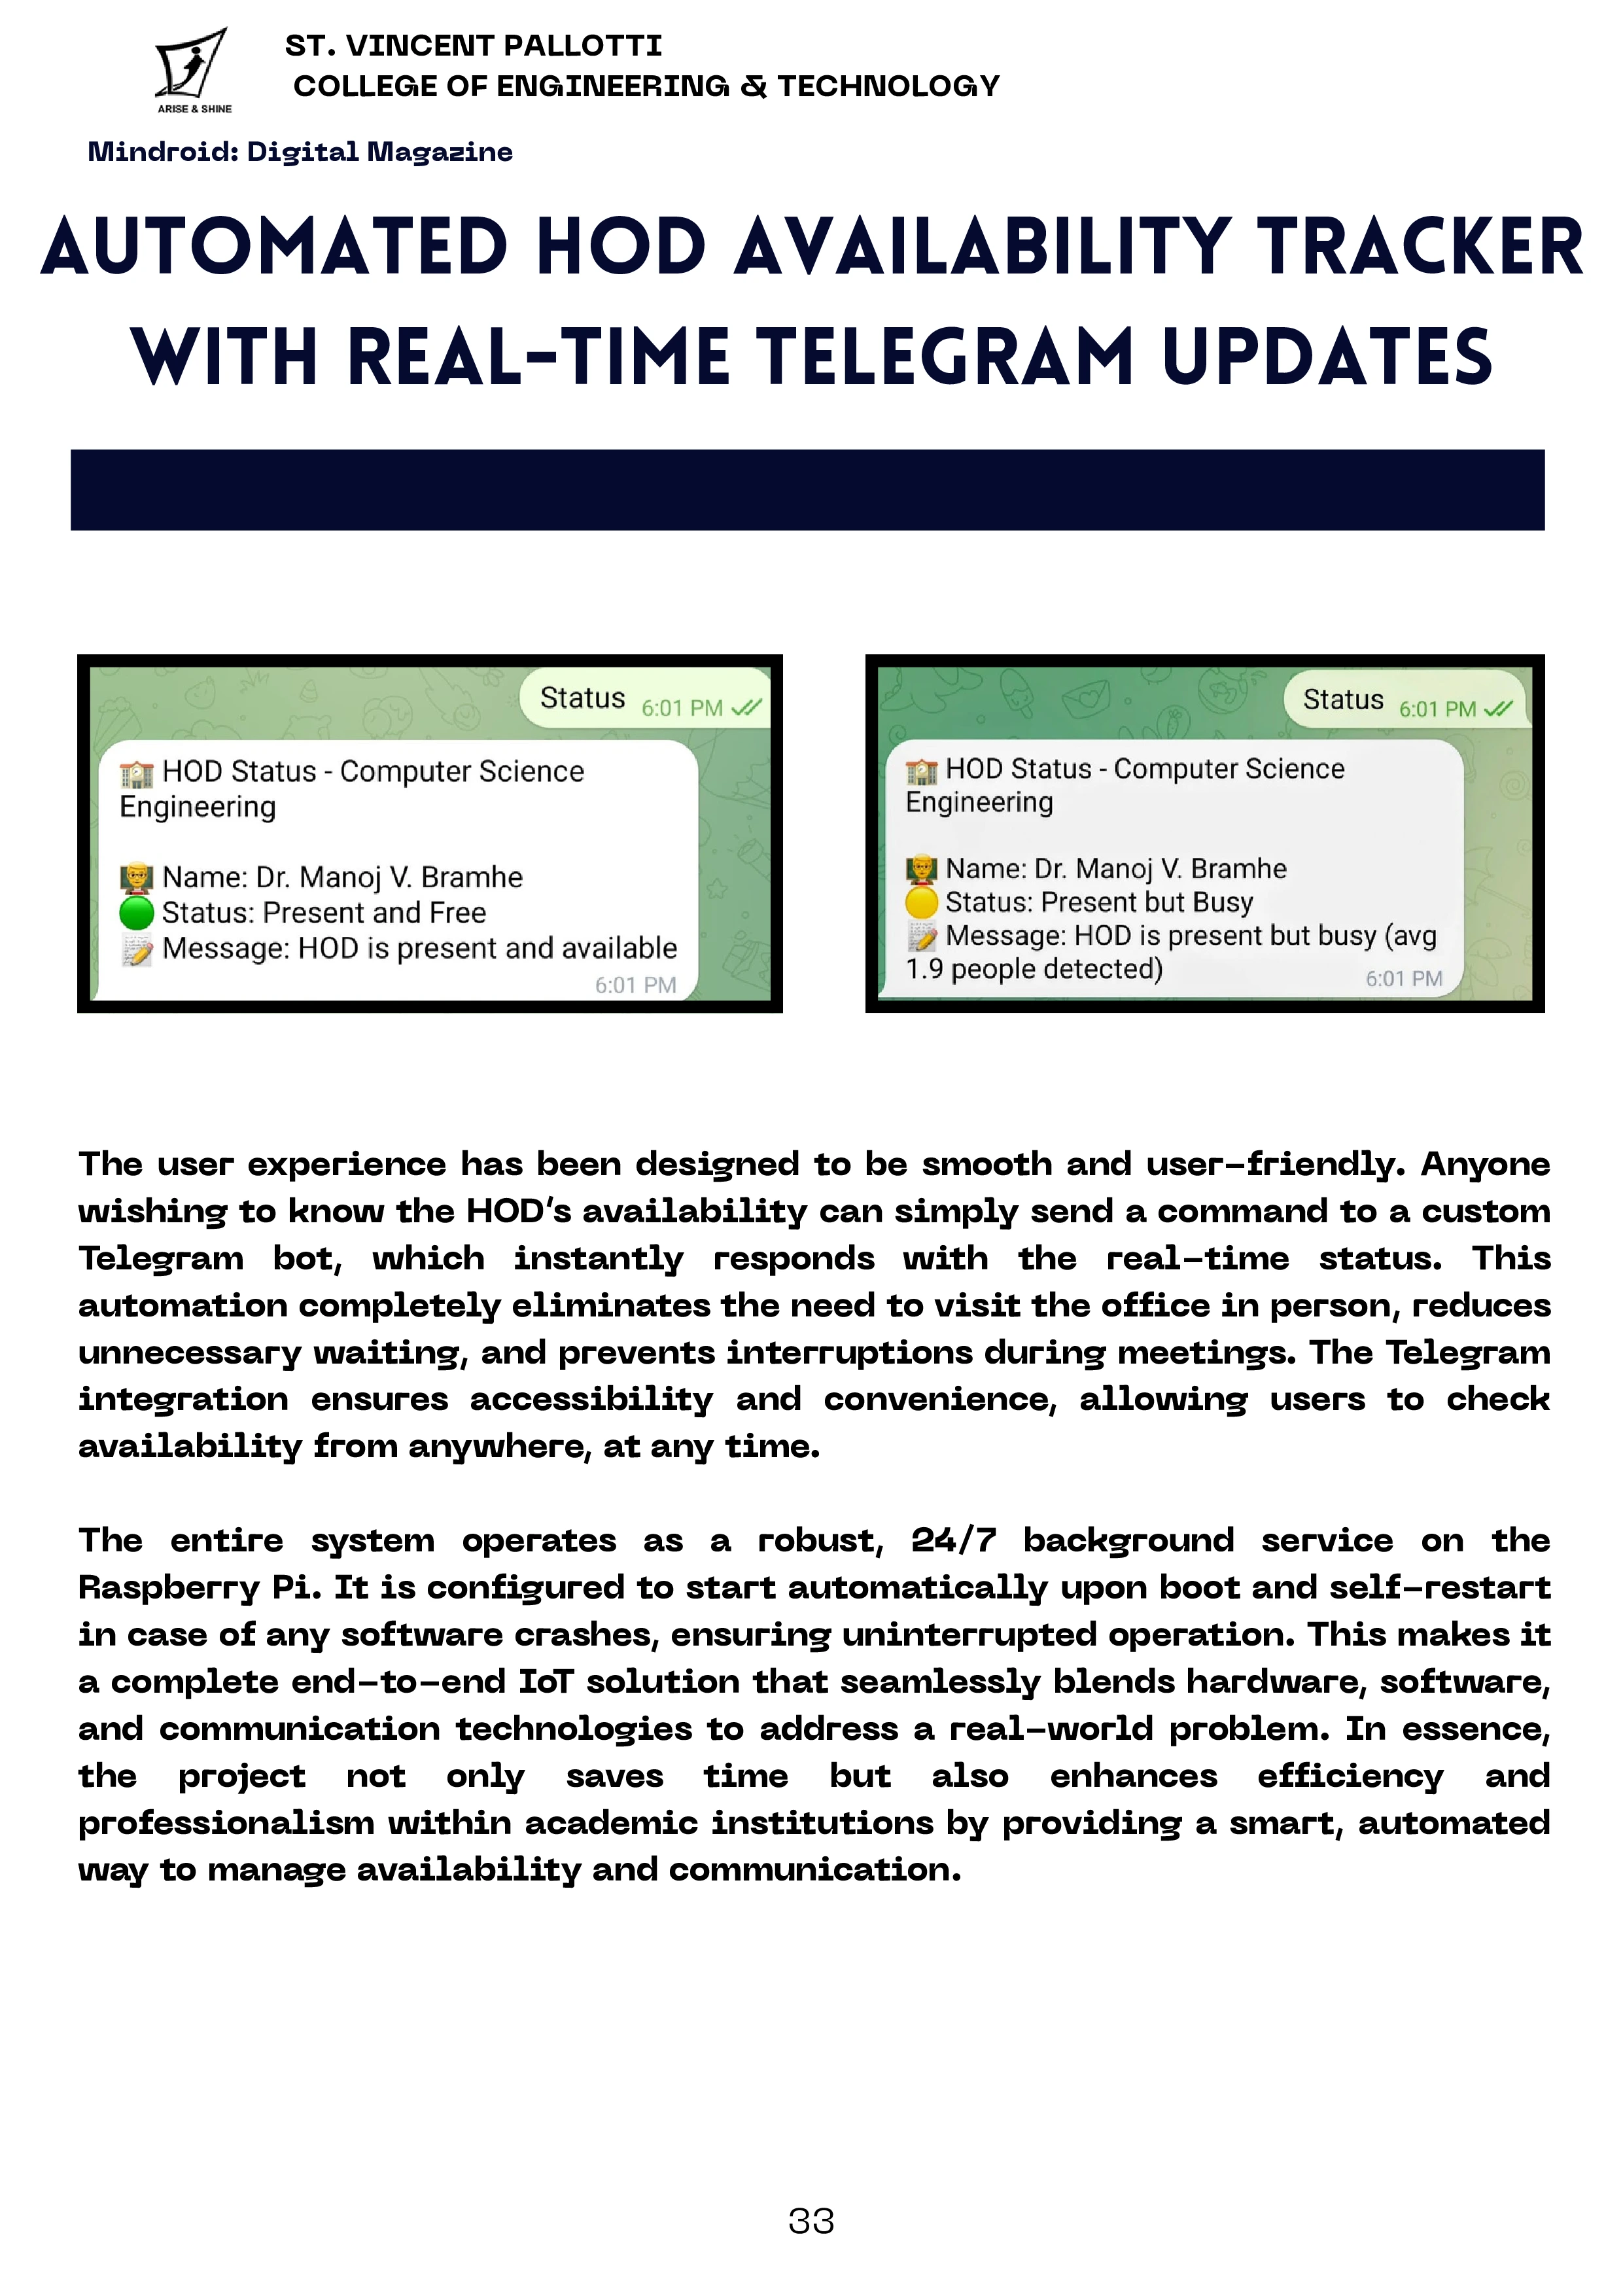 ARISE & SHINE
ST. VINCENT PALLOTTI
COLLEGE OF ENGINEERING & TECHNOLOGY
Mindroid: Digital Magazine
AUTOMATED HOD AVAILABILITY TRACKER
WITH REAL-TIME TELEGRAM UPDATES
Status 6:01 PM
HOD Status - Computer Science
Engineering
Name: Dr. Manoj V. Bramhe
Status: Present and Free
Message: HOD is present and available
6:01 PM
Status 6:01 PM
HOD Status - Computer Science
Engineering
Name: Dr. Manoj V. Bramhe
Status: Present but Busy
Message: HOD is present but busy (avg
1.9 people detected)
6:01 PM
The user experience has been designed to be smooth and user-friendly. Anyone
wishing to know the HOD's availability can simply send a command to a custom
Telegram bot, which instantly responds with the real-time status. This
automation completely eliminates the need to visit the office in person, reduces
unnecessary waiting, and prevents interruptions during meetings. The Telegram
integration ensures accessibility and convenience, allowing users to check
availability from anywhere, at any time.
The entire system operates as a robust, 24/7 background service on the
Raspberry Pi. It is configured to start automatically upon boot and self-restart
in case of any software crashes, ensuring uninterrupted operation. This makes it
a complete end-to-end IoT solution that seamlessly blends hardware, software,
and communication technologies to address a real-world problem. In essence,
the project not only saves time but also enhances efficiency and
professionalism within academic institutions by providing a smart, automated
way to manage availability and communication.
33